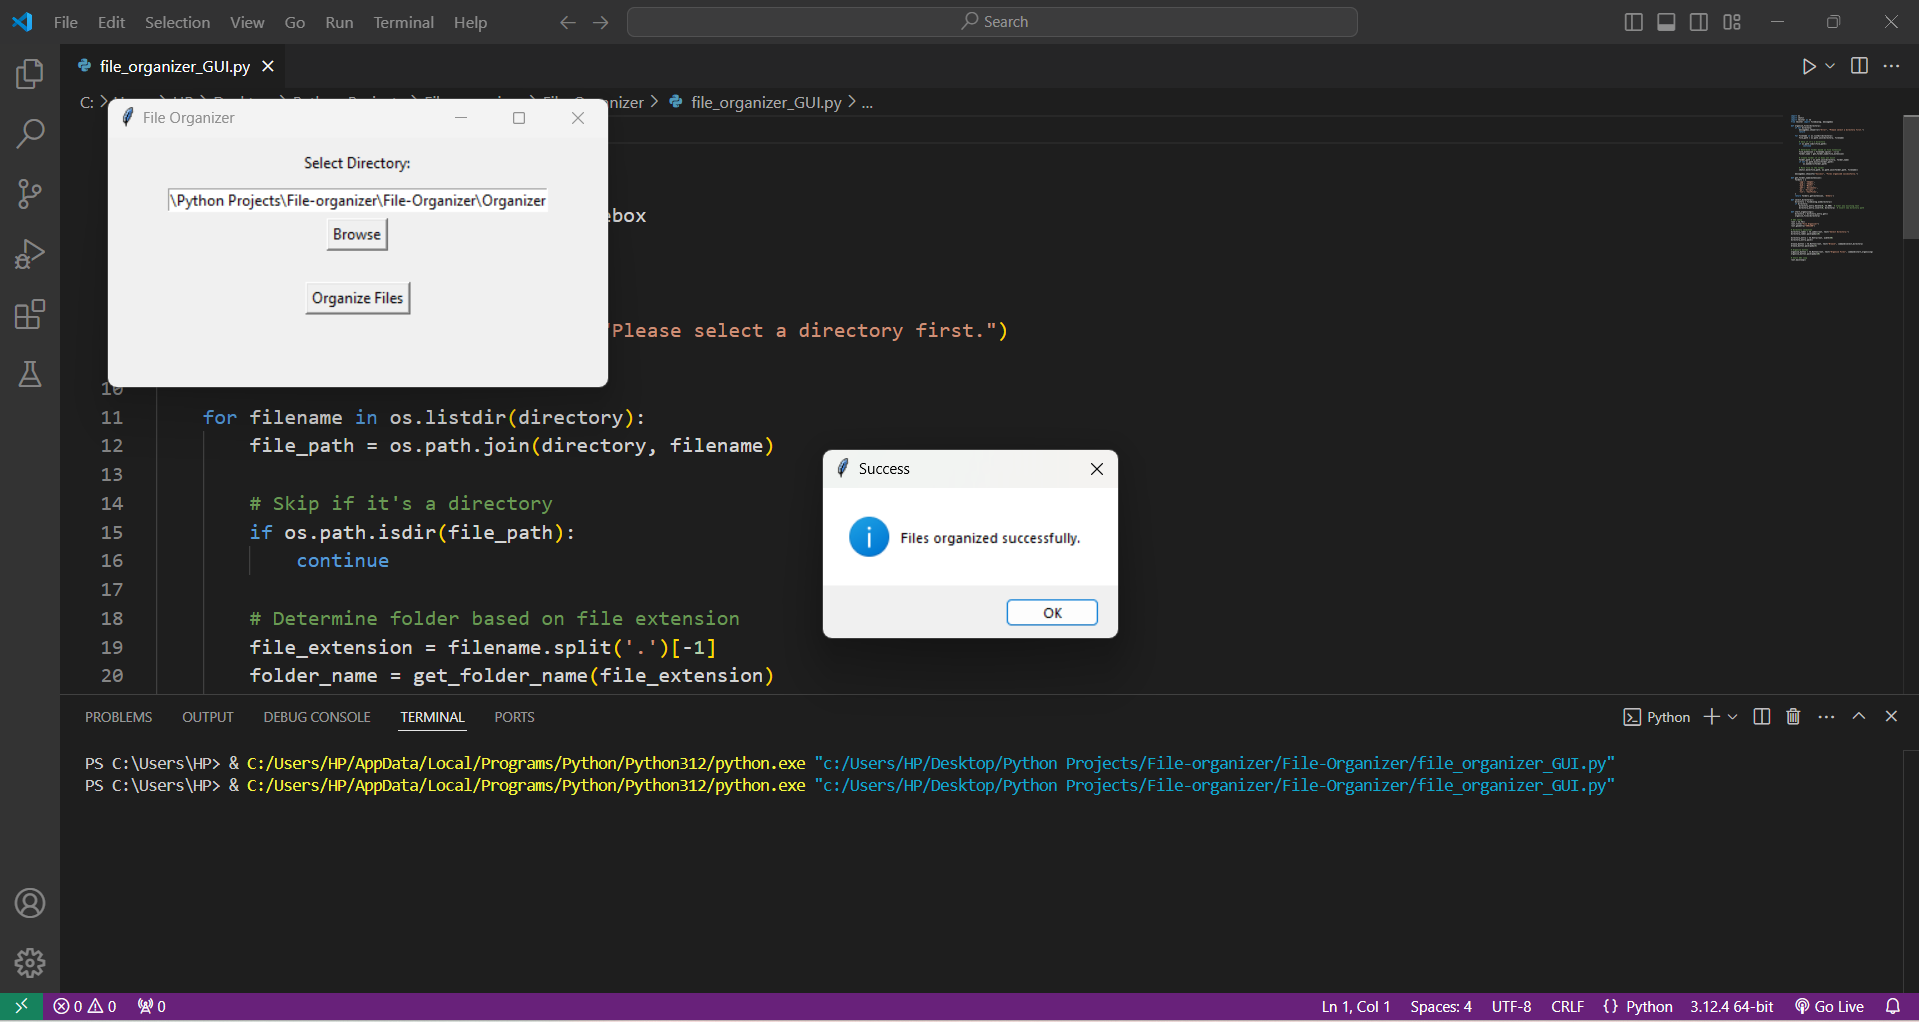 File Edit Selection View Go Run Terminal Help
Search
file_organizer_GUI.py
C: > nizer > file_organizer_GUI.py > ...
File Organizer
Select Directory:
\Python Projects\File-organizer\File-Organizer\Organizer
Browse
Organize Files
ebox
"Please select a directory first.")
10
11 for filename in os.listdir(directory):
12 file_path = os.path.join(directory, filename)
13
14 # Skip if it's a directory
15 if os.path.isdir(file_path):
16 continue
17
18 # Determine folder based on file extension
19 file_extension = filename.split('.')[-1]
20 folder_name = get_folder_name(file_extension)
Success
Files organized successfully.
OK
PROBLEMS OUTPUT DEBUG CONSOLE TERMINAL PORTS
Python
PS C:\Users\HP> & C:/Users/HP/AppData/Local/Programs/Python/Python312/python.exe "c:/Users/HP/Desktop/Python Projects/File-organizer/File-Organizer/file_organizer_GUI.py"
PS C:\Users\HP> & C:/Users/HP/AppData/Local/Programs/Python/Python312/python.exe "c:/Users/HP/Desktop/Python Projects/File-organizer/File-Organizer/file_organizer_GUI.py"
0 0 0
Ln 1, Col 1 Spaces: 4 UTF-8 CRLF {} Python 3.12.4 64-bit Go Live